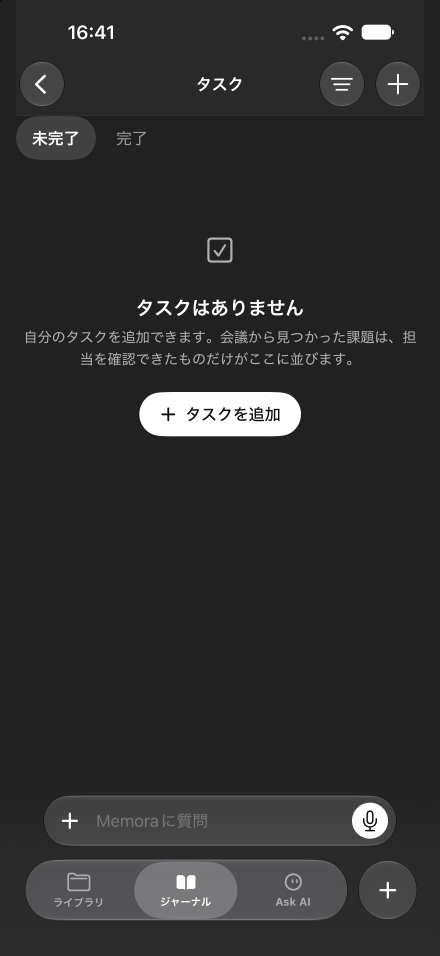 16:41
タスク
未完了
完了
タスクはありません
自分のタスクを追加できます。会議から見つかった課題は、担
当を確認できたものだけがここに並びます。
タスクを追加
Memoraに質問
ライブラリ
ジャーナル
Ask AI